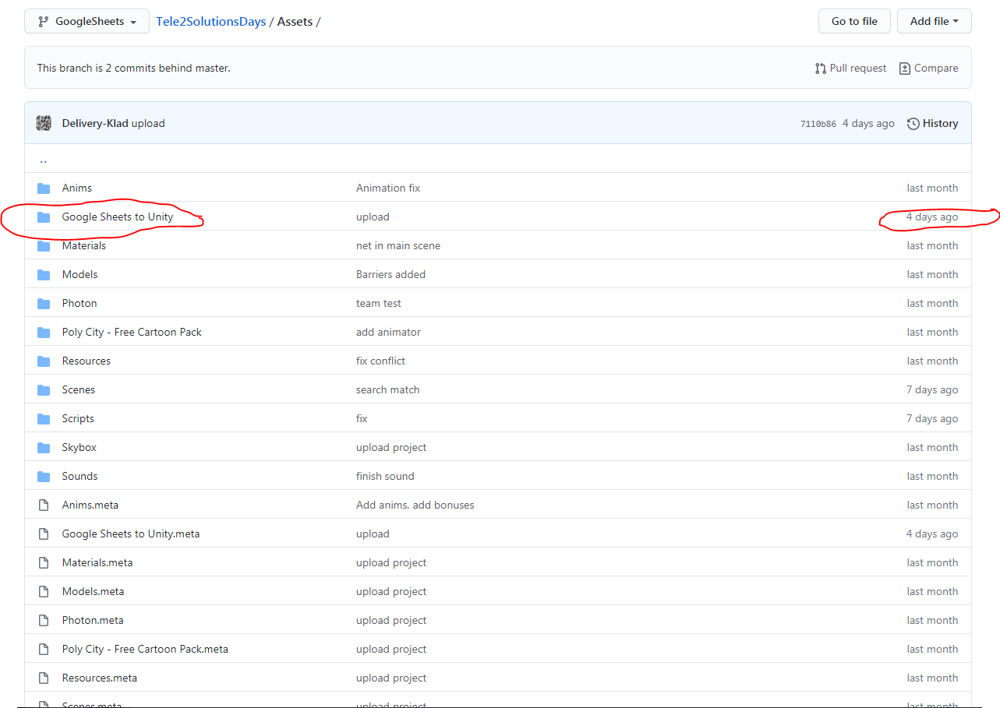 GoogleSheets Tele2SolutionsDays / Assets / Go to file Add file
This branch is 2 commits behind master. Pull request Compare
Delivery-Klad upload 7110b86 4 days ago History
..
Anims Animation fix last month
Google Sheets to Unity upload 4 days ago
Materials net in main scene last month
Models Barriers added last month
Photon team test last month
Poly City - Free Cartoon Pack add animator last month
Resources fix conflict last month
Scenes search match 7 days ago
Scripts fix 7 days ago
Skybox upload project last month
Sounds finish sound last month
Anims.meta Add anims, add bonuses last month
Google Sheets to Unity.meta upload 4 days ago
Materials.meta upload project last month
Models.meta upload project last month
Photon.meta upload project last month
Poly City - Free Cartoon Pack.meta upload project last month
Resources.meta upload project last month
Scenes.meta upload project last month